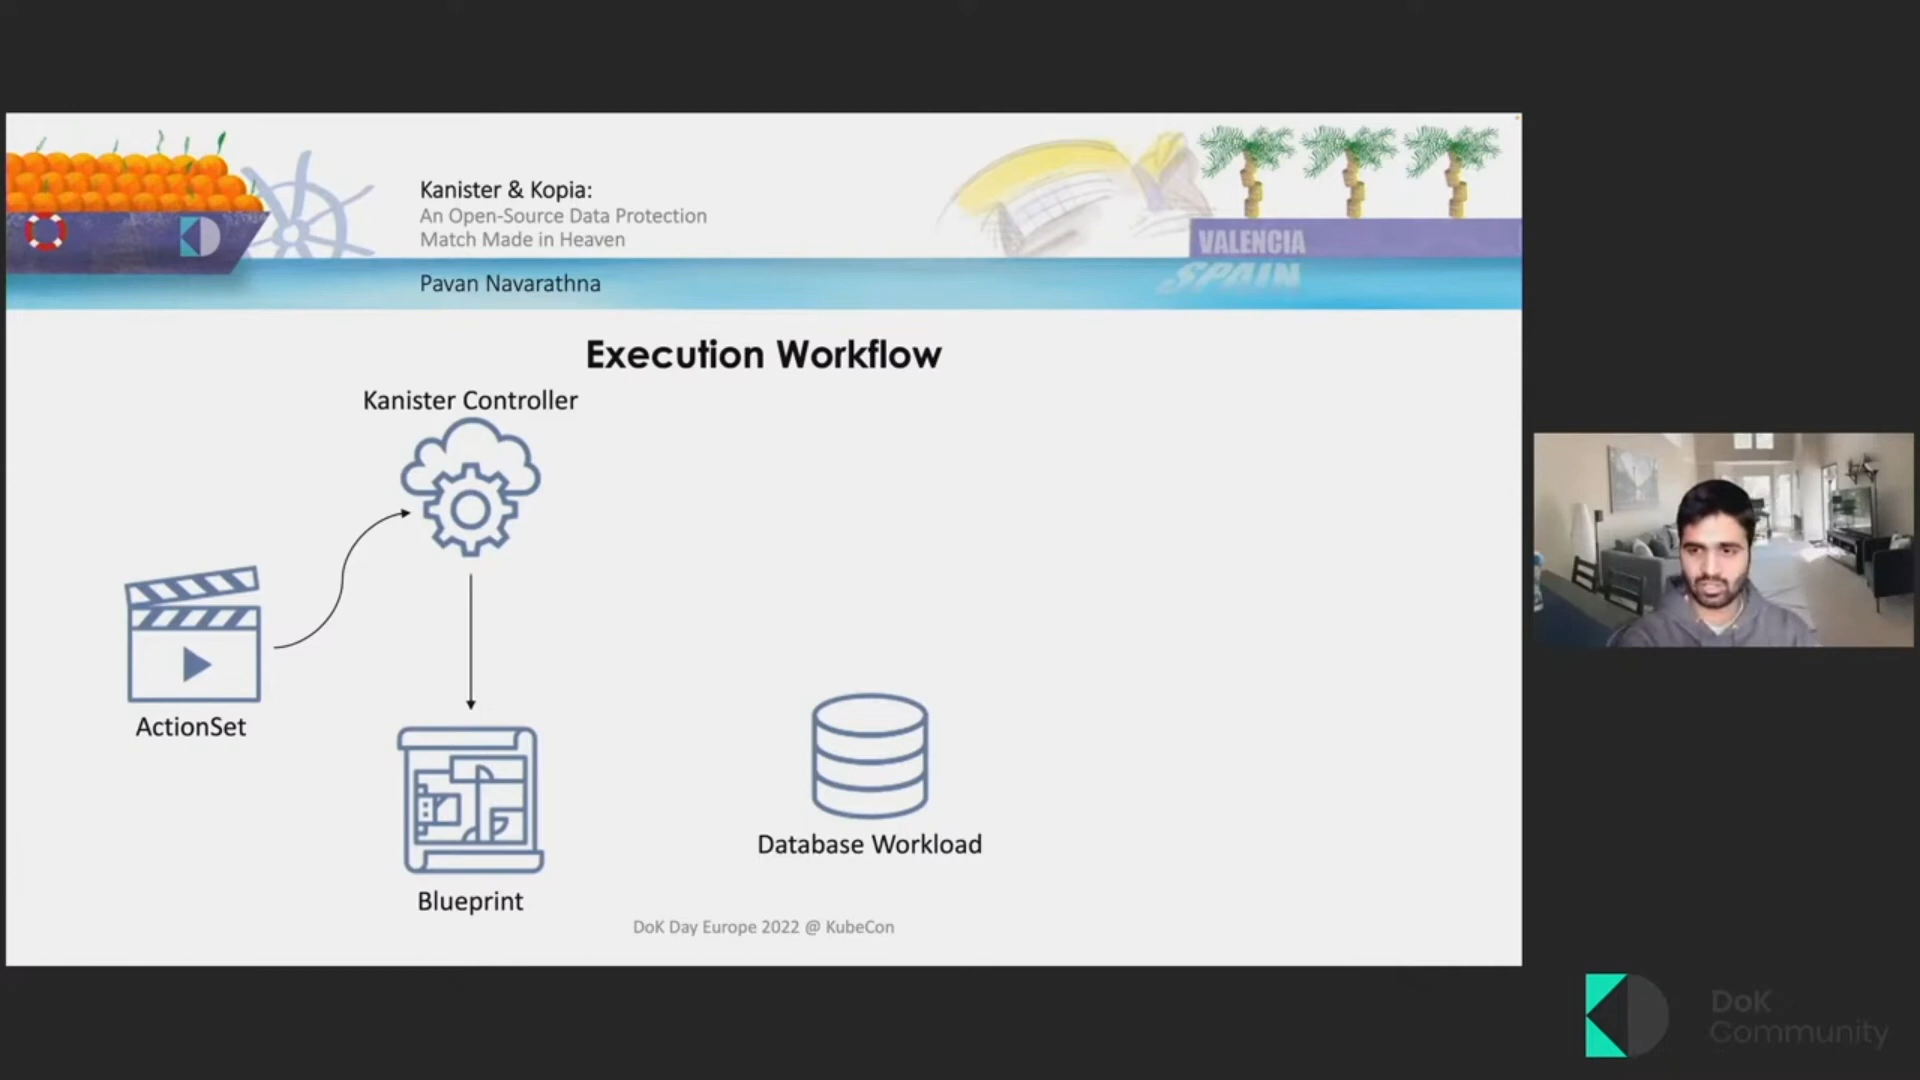 Kanister & Kopia:
An Open-Source Data Protection
Match Made in Heaven
Pavan Navarathna
VALENCIA
SPAIN
Execution Workflow
Kanister Controller
ActionSet
Blueprint
Database Workload
DoK Day Europe 2022 @ KubeCon
DoK
Community